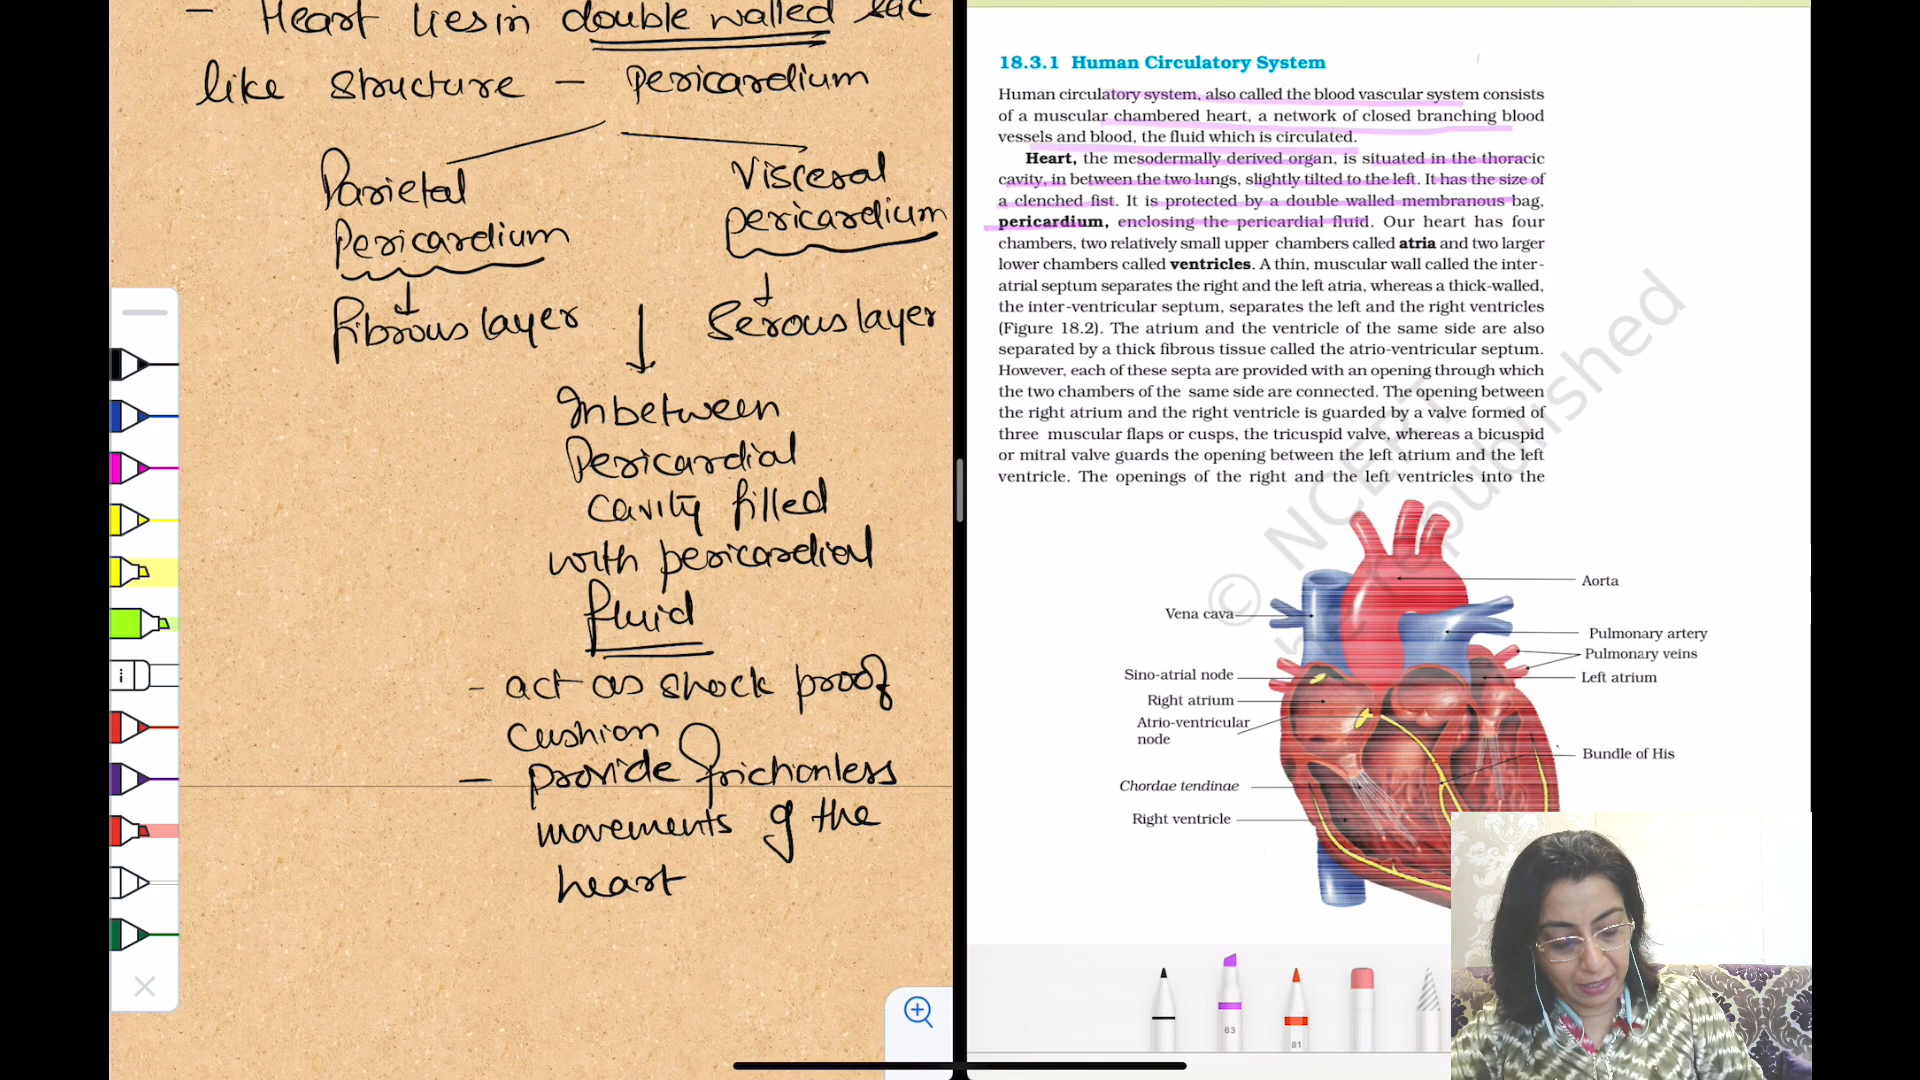 - Heart lies in double walled sac
like structure - pericardium
Parietal
pericardium
Visceral
pericardium
fibrous layer
Serous layer
Inbetween
Pericardial
cavity filled
with pericardial
fluid
- act as shock proof
cushion
- provide frictionless
movements of the
heart
18.3.1 Human Circulatory System
Human circulatory system, also called the blood vascular system consists
of a muscular chambered heart, a network of closed branching blood
vessels and blood, the fluid which is circulated.
Heart, the mesodermally derived organ, is situated in the thoracic
cavity, in between the two lungs, slightly tilted to the left. It has the size of
a clenched fist. It is protected by a double walled membranous bag,
pericardium, enclosing the pericardial fluid. Our heart has four
chambers, two relatively small upper chambers called atria and two larger
lower chambers called ventricles. A thin, muscular wall called the inter-
atrial septum separates the right and the left atria, whereas a thick-walled,
the inter-ventricular septum, separates the left and the right ventricles
(Figure 18.2). The atrium and the ventricle of the same side are also
separated by a thick fibrous tissue called the atrio-ventricular septum.
However, each of these septa are provided with an opening through which
the two chambers of the same side are connected. The opening between
the right atrium and the right ventricle is guarded by a valve formed of
three muscular flaps or cusps, the tricuspid valve, whereas a bicuspid
or mitral valve guards the opening between the left atrium and the left
ventricle. The openings of the right and the left ventricles into the
© NCERT
be republished
Aorta
Vena cava
Pulmonary artery
Pulmonary veins
Sino-atrial node
Left atrium
Right atrium
Atrio-ventricular
node
Bundle of His
Chordae tendinae
Right ventricle
63
81